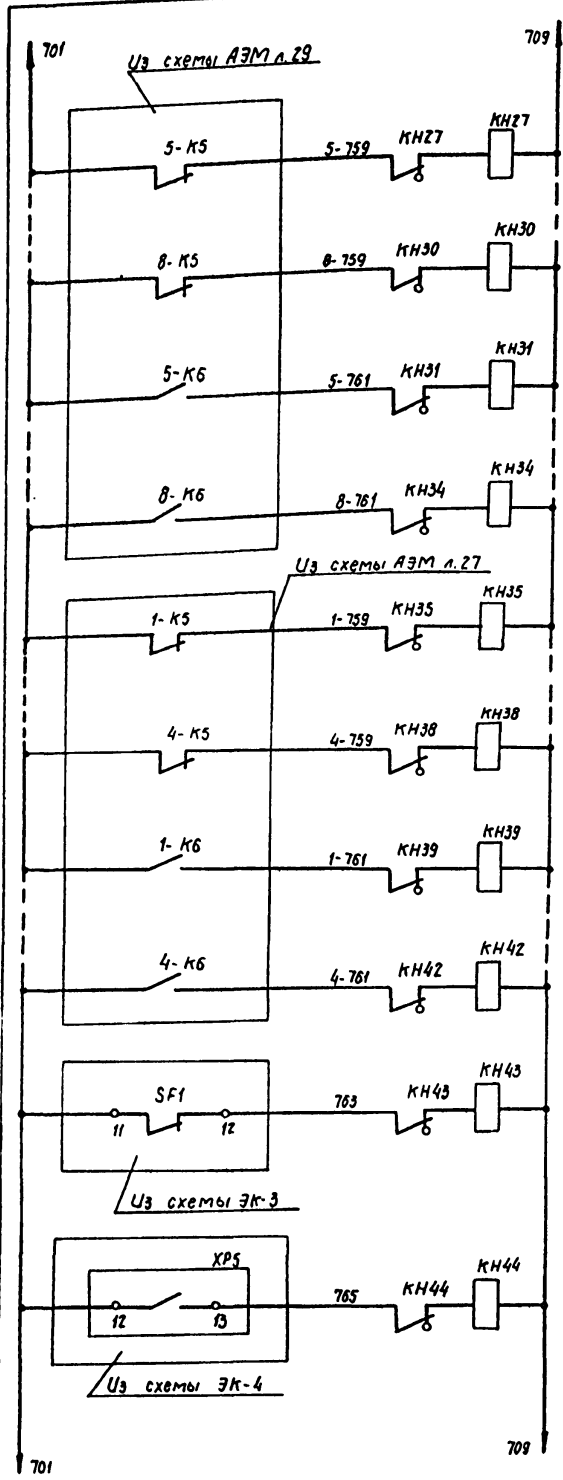 701
709
Из схемы АЭМ л.29
5-К5
5-759
КН27
КН27
8-К5
8-759
КН30
КН30
5-К6
5-761
КН31
КН31
8-К6
8-761
КН34
КН34
Из схемы АЭМ л.27
1-К5
1-759
КН35
КН35
4-К5
4-759
КН38
КН38
1-К6
1-761
КН39
КН39
4-К6
4-761
КН42
КН42
SF1
11
12
763
КН43
КН43
Из схемы ЭК-3
ХР5
12
13
765
КН44
КН44
Из схемы ЭК-4
701
709